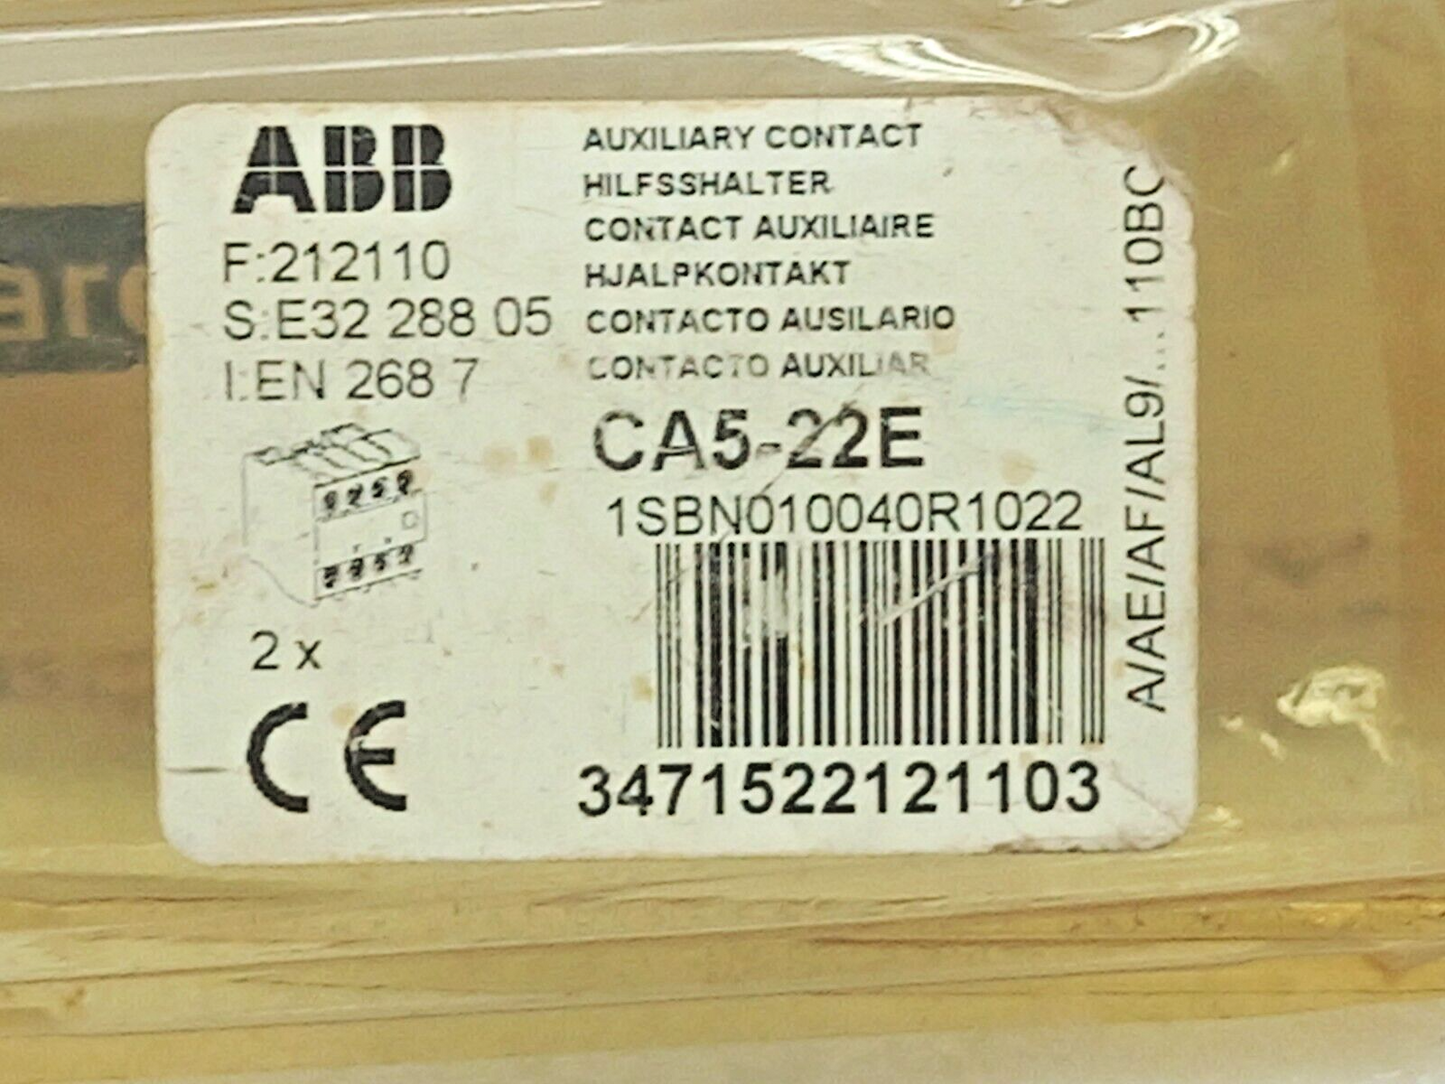 ABB
F:212110
S:E32 288 05
I:EN 268 7
AUXILIARY CONTACT
HILFSSHALTER
CONTACT AUXILIAIRE
HJALPKONTAKT
CONTACTO AUSILARIO
CONTACTO AUXILIAR
CA5-22E
1SBN010040R1022
2 x
CE
3471522121103
A/AE/AF/AL9/...110BC